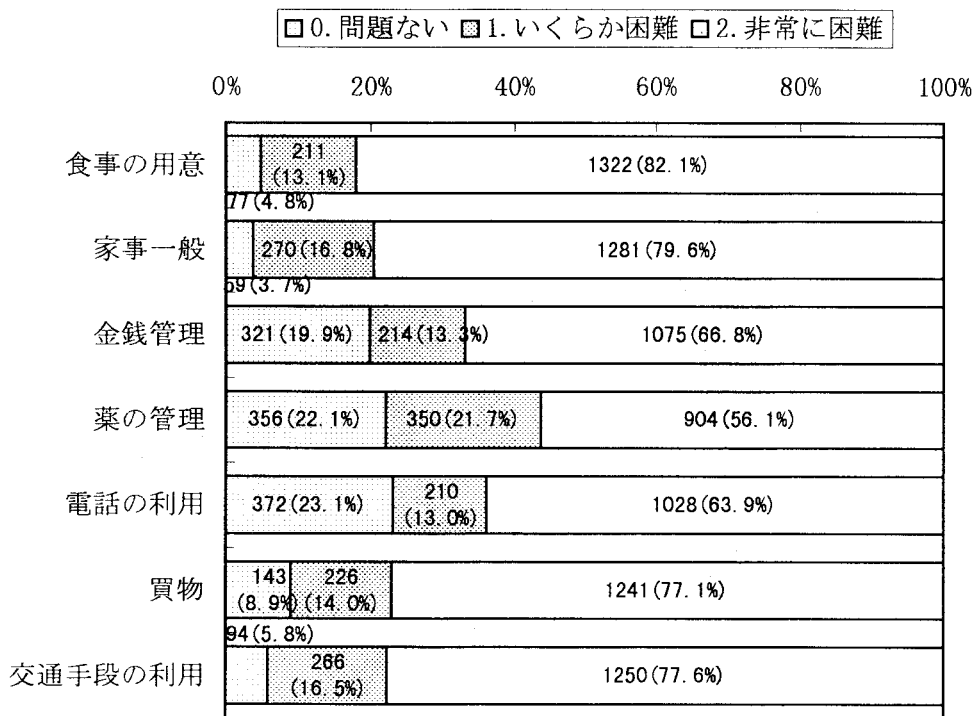 0. 問題ない 1. いくらか困難 2. 非常に困難
0% 20% 40% 60% 80% 100%
食事の用意 211 1322(82.1%)
(13.1%)
77(4.8%)
家事一般 270(16.8%) 1281(79.6%)
59(3.7%)
金銭管理 321(19.9%) 214(13.3%) 1075(66.8%)
薬の管理 356(22.1%) 350(21.7%) 904(56.1%)
電話の利用 372(23.1%) 210 1028(63.9%)
(13.0%)
買物 143 226 1241(77.1%)
(8.9%) (14.0%)
94(5.8%)
交通手段の利用 266 1250(77.6%)
(16.5%)